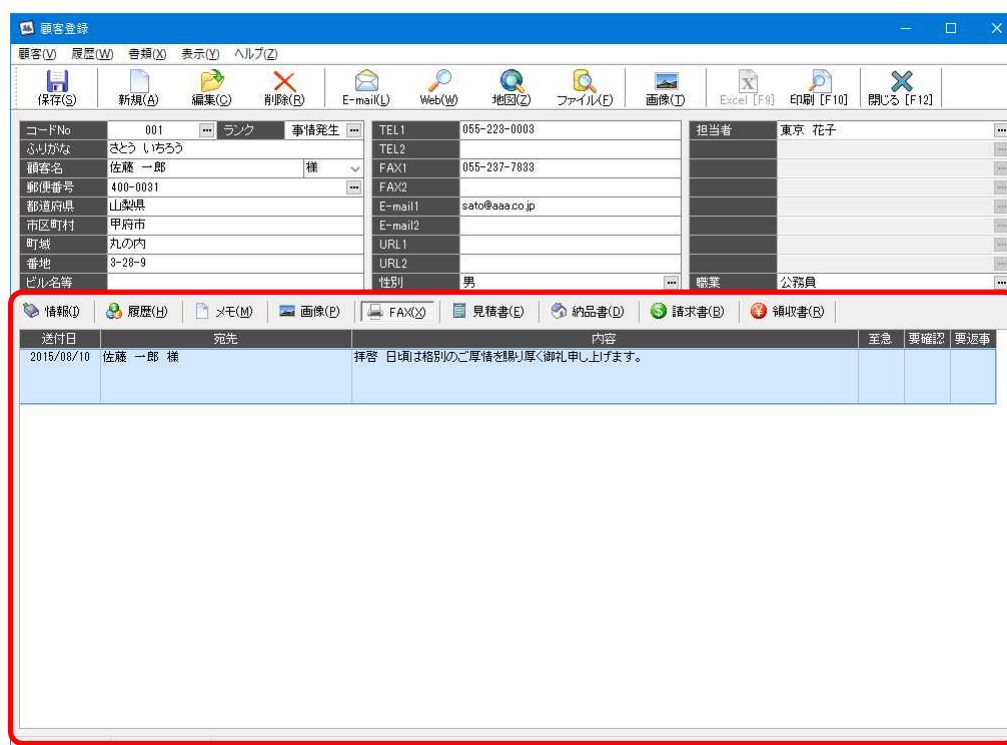 顧客登録
顧客(V) 履歴(W) 書類(X) 表示(Y) ヘルプ(Z)
保存(S) 新規(A) 編集(C) 削除(R) E-mail(L) Web(W) 地図(Z) ファイル(F) 画像(T) Excel [F9] 印刷 [F10] 閉じる [F12]
コードNo 001 ランク 事情発生 TEL1 055-223-0003 担当者 東京 花子
ふりがな さとう いちろう TEL2
顧客名 佐藤 一郎 様 FAX1 055-237-7833
郵便番号 400-0031 FAX2
都道府県 山梨県 E-mail1 sato@aaa.co.jp
市区町村 甲府市 E-mail2
町域 丸の内 URL1
番地 3-28-9 URL2
ビル名等 性別 男 職業 公務員
情報(I) 履歴(H) メモ(M) 画像(P) FAX(X) 見積書(E) 納品書(D) 請求書(B) 領収書(R)
送付日 宛先 内容 至急 要確認 要返事
2015/08/10 佐藤 一郎 様 拝啓 日頃は格別のご厚情を賜り厚く御礼申し上げます。